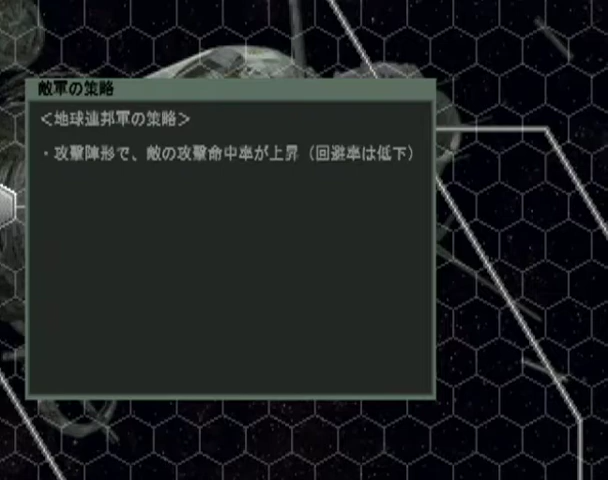 敵軍の策略
＜地球連邦軍の策略＞
・攻撃陣形で、敵の攻撃命中率が上昇（回避率は低下）